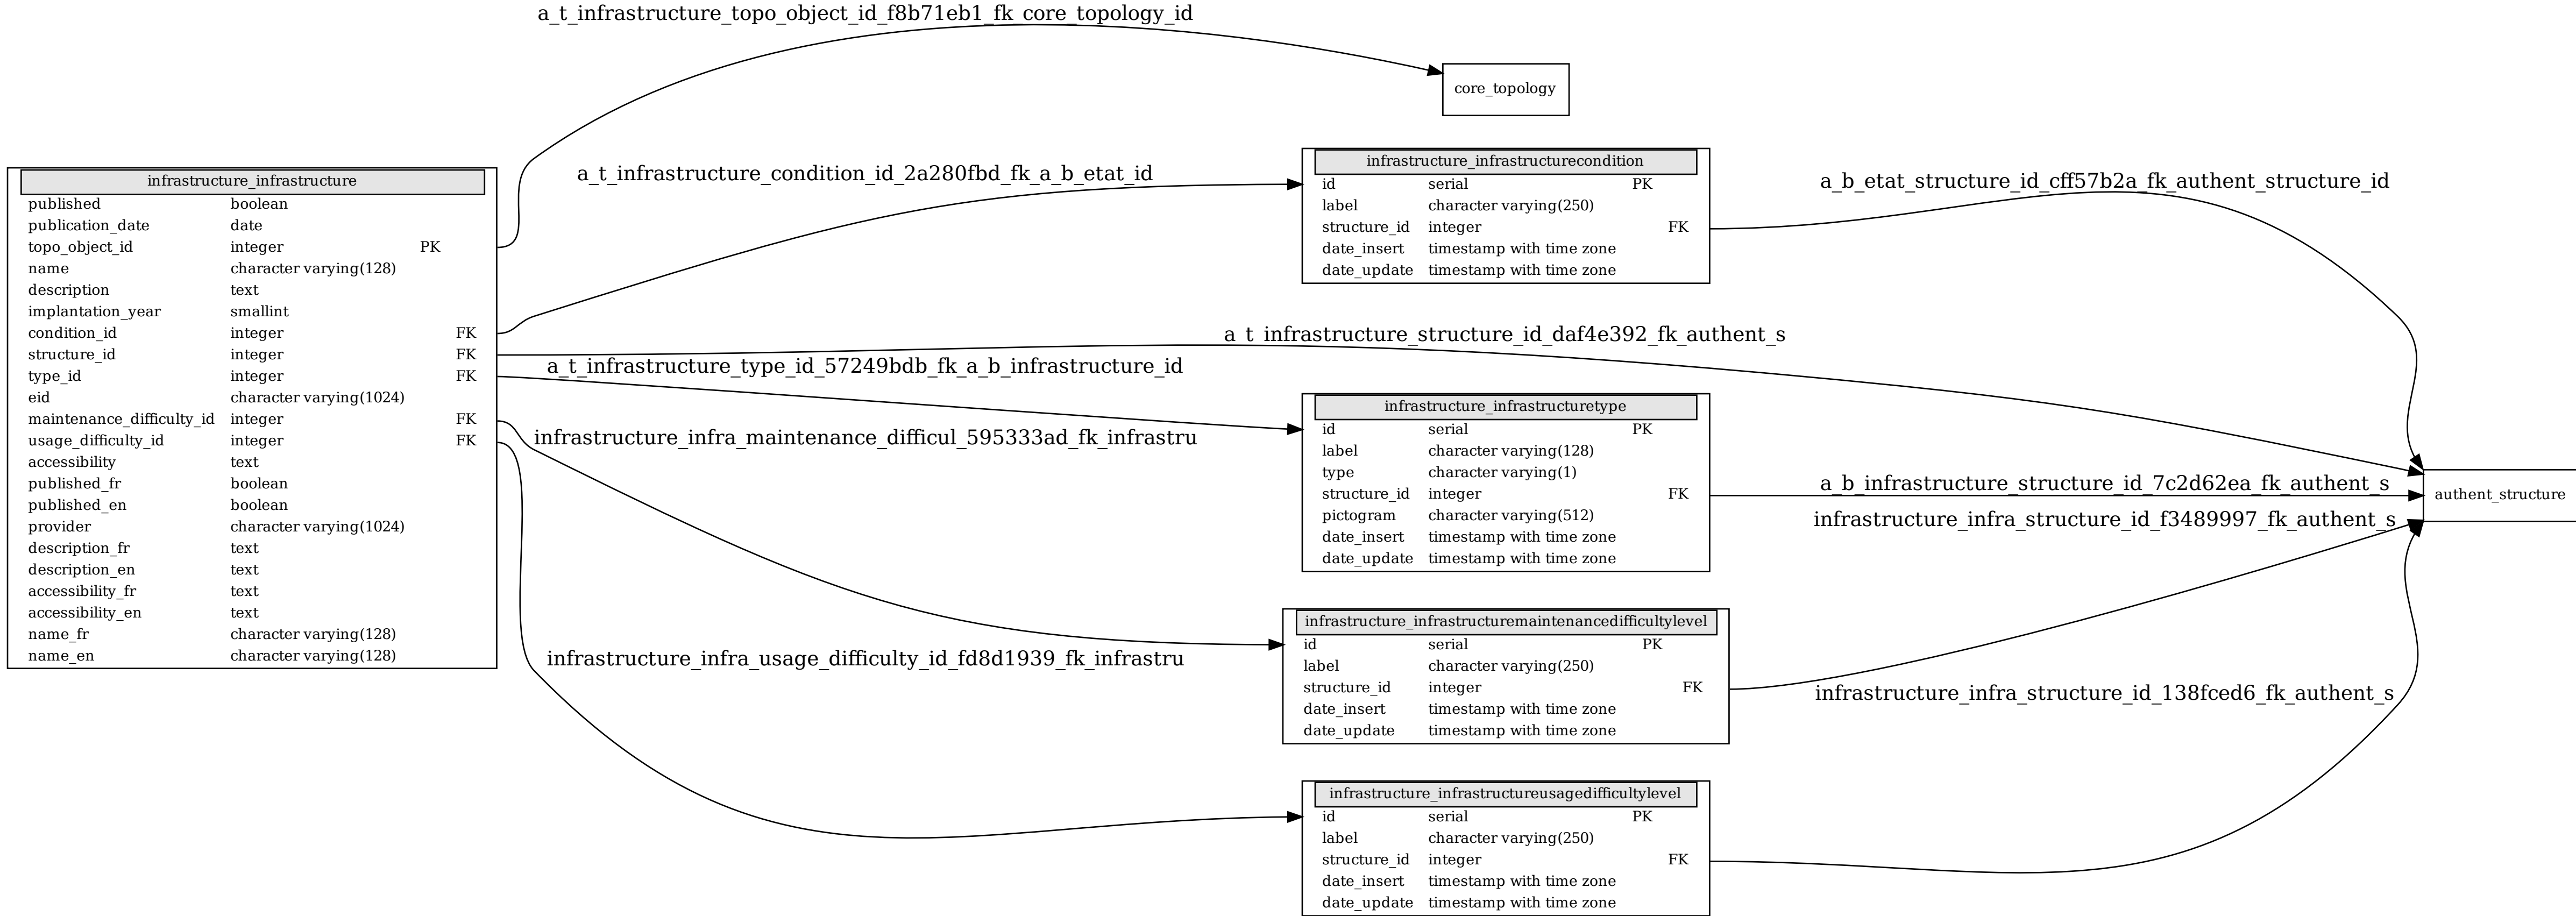 a_t_infrastructure_topo_object_id_f8b71eb1_fk_core_topology_id
core_topology
infrastructure_infrastructure
published boolean
publication_date date
topo_object_id integer PK
name character varying(128)
description text
implantation_year smallint
condition_id integer FK
structure_id integer FK
type_id integer FK
eid character varying(1024)
maintenance_difficulty_id integer FK
usage_difficulty_id integer FK
accessibility text
published_fr boolean
published_en boolean
provider character varying(1024)
description_fr text
description_en text
accessibility_fr text
accessibility_en text
name_fr character varying(128)
name_en character varying(128)
a_t_infrastructure_condition_id_2a280fbd_fk_a_b_etat_id
a_t_infrastructure_structure_id_daf4e392_fk_authent_s
a_t_infrastructure_type_id_57249bdb_fk_a_b_infrastructure_id
infrastructure_infra_maintenance_difficul_595333ad_fk_infrastru
infrastructure_infra_usage_difficulty_id_fd8d1939_fk_infrastru
infrastructure_infrastructurecondition
id serial PK
label character varying(250)
structure_id integer FK
date_insert timestamp with time zone
date_update timestamp with time zone
infrastructure_infrastructuretype
id serial PK
label character varying(128)
type character varying(1)
structure_id integer FK
pictogram character varying(512)
date_insert timestamp with time zone
date_update timestamp with time zone
infrastructure_infrastructuremaintenancedifficultylevel
id serial PK
label character varying(250)
structure_id integer FK
date_insert timestamp with time zone
date_update timestamp with time zone
infrastructure_infrastructureusagedifficultylevel
id serial PK
label character varying(250)
structure_id integer FK
date_insert timestamp with time zone
date_update timestamp with time zone
a_b_etat_structure_id_cff57b2a_fk_authent_structure_id
a_b_infrastructure_structure_id_7c2d62ea_fk_authent_s
infrastructure_infra_structure_id_f3489997_fk_authent_s
infrastructure_infra_structure_id_138fced6_fk_authent_s
authent_structure